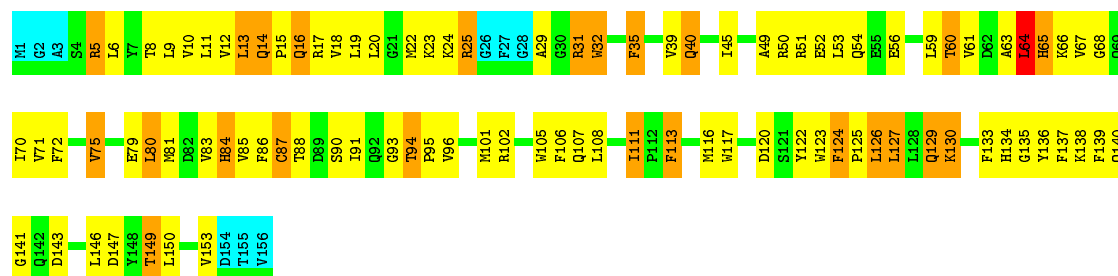 M1 G2 A3 S4 R5 L6 Y7 T8 I9 V10 L11 V12 L13 Q14 P15 Q16 R17 V18 L19 L20 G21 M22 K23 K24 R25 G26 F27 G28 A29 G30 R31 W32 F35 V39 Q40 I45 A49 R50 R51 E52 L53 Q54 E55 E56 L59 T60 V61 D62 A63 L64 H65 K66 V67 G68
I70 V71 F72 V75 E79 L80 M81 D82 V83 H84 V85 F86 C87 T88 D89 S90 I91 Q92 G93 T94 P95 V96 M101 R102 W105 F106 Q107 L108 I111 P112 F113 M116 W117 D120 S121 Y122 W123 F124 P125 L126 L127 L128 Q129 K130 F133 H134 G135 Y136 F137 K138 F139
G141 Q142 D143 L146 D147 Y148 T149 L150 V153 D154 T155 V156